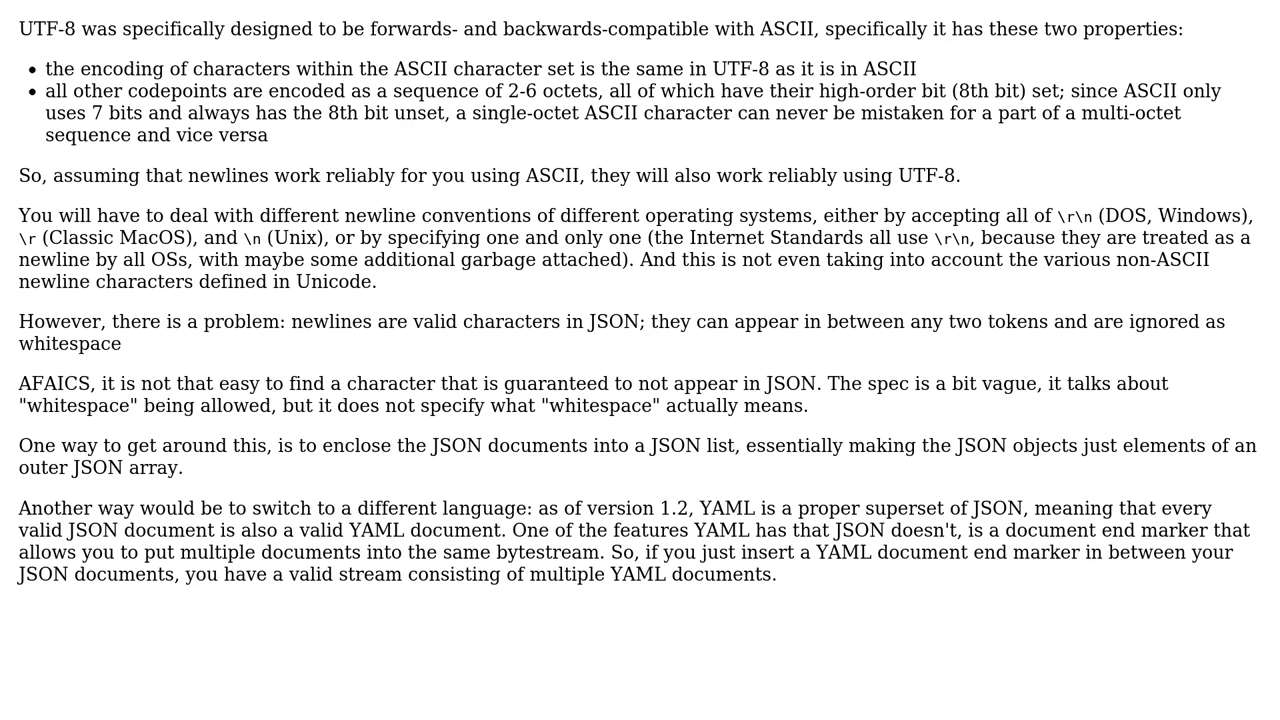 UTF-8 was specifically designed to be forwards- and backwards-compatible with ASCII, specifically it has these two properties:
• the encoding of characters within the ASCII character set is the same in UTF-8 as it is in ASCII
• all other codepoints are encoded as a sequence of 2-6 octets, all of which have their high-order bit (8th bit) set; since ASCII only
uses 7 bits and always has the 8th bit unset, a single-octet ASCII character can never be mistaken for a part of a multi-octet
sequence and vice versa
So, assuming that newlines work reliably for you using ASCII, they will also work reliably using UTF-8.
You will have to deal with different newline conventions of different operating systems, either by accepting all of \r\n (DOS, Windows),
\r (Classic MacOS), and \n (Unix), or by specifying one and only one (the Internet Standards all use \r\n, because they are treated as a
newline by all OSs, with maybe some additional garbage attached). And this is not even taking into account the various non-ASCII
newline characters defined in Unicode.
However, there is a problem: newlines are valid characters in JSON; they can appear in between any two tokens and are ignored as
whitespace
AFAICS, it is not that easy to find a character that is guaranteed to not appear in JSON. The spec is a bit vague, it talks about
"whitespace" being allowed, but it does not specify what "whitespace" actually means.
One way to get around this, is to enclose the JSON documents into a JSON list, essentially making the JSON objects just elements of an
outer JSON array.
Another way would be to switch to a different language: as of version 1.2, YAML is a proper superset of JSON, meaning that every
valid JSON document is also a valid YAML document. One of the features YAML has that JSON doesn't, is a document end marker that
allows you to put multiple documents into the same bytestream. So, if you just insert a YAML document end marker in between your
JSON documents, you have a valid stream consisting of multiple YAML documents.